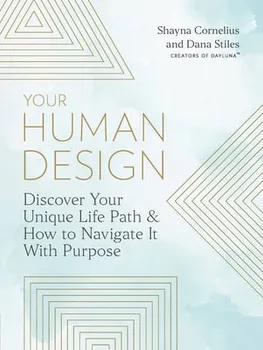 Shayna Cornelius
and Dana Stiles
CREATORS OF DAYLUNA™
YOUR
HUMAN
DESIGN
Discover Your
Unique Life Path &
How to Navigate It
With Purpose